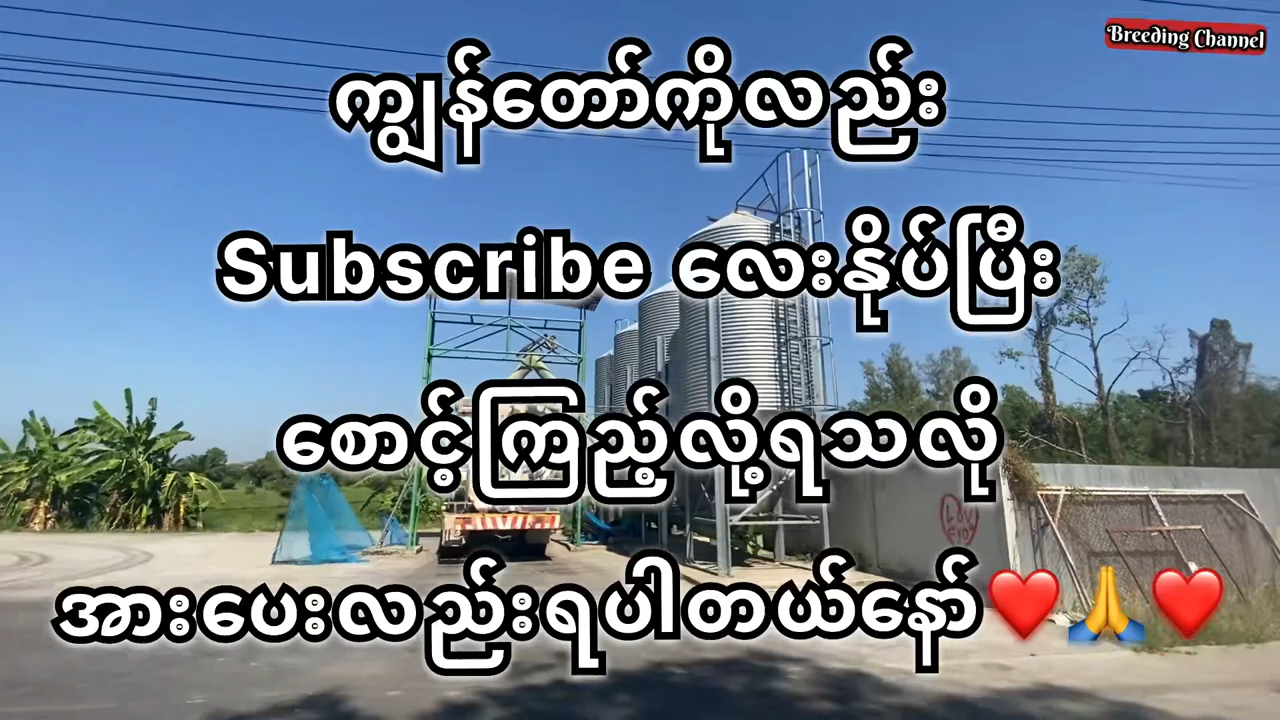 Breeding Channel
ကျွန်တော်ကိုလည်း
Subscribe လေးနိုပ်ပြီး
စောင့်ကြည့်လို့ရသလို
အားပေးလည်းရပါတယ်နော်❤️🙏❤️
LOV